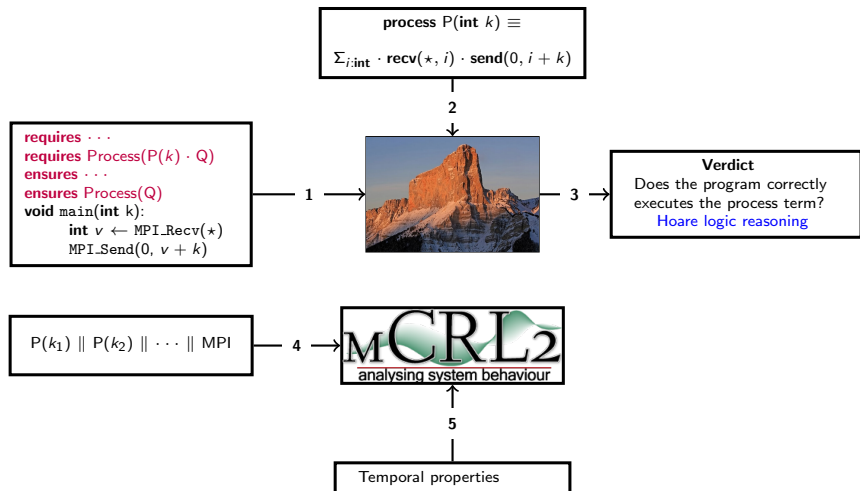 process P(int k) ≡
Σi:int · recv(⋆, i) · send(0, i + k)
2
requires · · ·
requires Process(P(k) · Q)
ensures · · ·
ensures Process(Q)
void main(int k):
int v ← MPI_Recv(⋆)
MPI_Send(0, v + k)
1
3
Verdict
Does the program correctly
executes the process term?
Hoare logic reasoning
P(k₁) ∥ P(k₂) ∥ · · · ∥ MPI
4
mCRL2
analysing system behaviour
5
Temporal properties